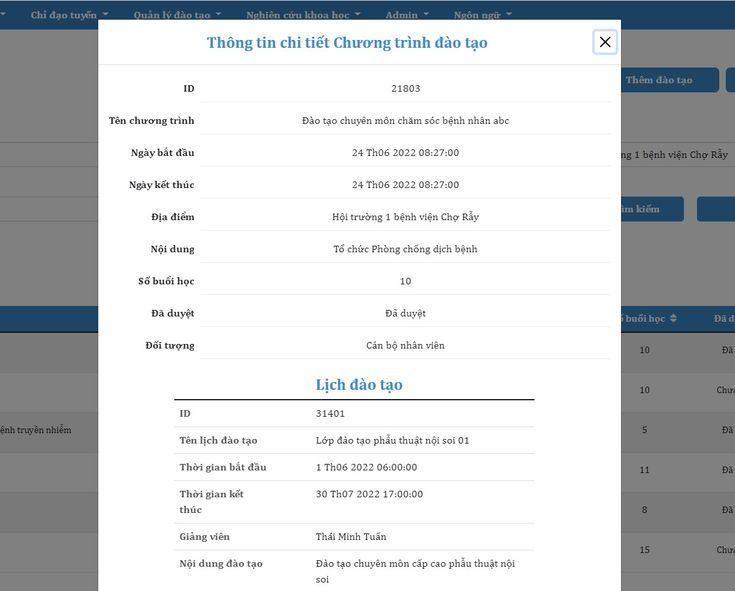 Chỉ đạo tuyến Quản lý đào tạo Nghiên cứu khoa học Admin Ngôn ngữ
Thông tin chi tiết Chương trình đào tạo
Thêm đào tạo
ID 21803
Tên chương trình Đào tạo chuyên môn chăm sóc bệnh nhân abc
Ngày bắt đầu 24 Th06 2022 08:27:00
ng 1 bệnh viện Chợ Rẫy
Ngày kết thúc 24 Th06 2022 08:27:00
Địa điểm Hội trường 1 bệnh viện Chợ Rẫy
ìm kiếm
Nội dung Tổ chức Phòng chống dịch bệnh
Số buổi học 10
Đã duyệt Đã duyệt
buổi học Đã d
Đối tượng Cán bộ nhân viên
10 Đã
Lịch đào tạo
10 Chưa
ID 31401
ệnh truyền nhiễm
5 Đã
Tên lịch đào tạo Lớp đảo tạo phẫu thuật nội soi 01
Thời gian bắt đầu 1 Th06 2022 06:00:00
11 Đã
Thời gian kết thúc 30 Th07 2022 17:00:00
8 Đã
Giảng viên Thái Minh Tuấn
15 Chưa
Nội dung đào tạo Đào tạo chuyên môn cấp cao phẫu thuật nội
soi